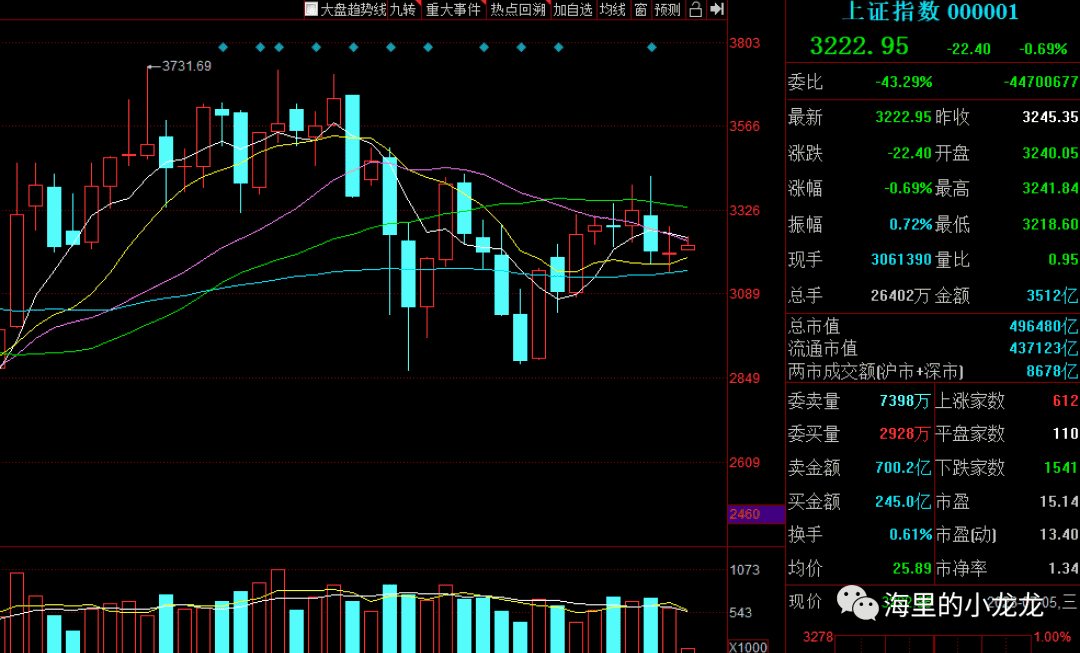 大盘趋势线 九转 重大事件 热点回溯 加自选 均线 窗 预测
3803
3731.69
3566
3326
3089
2849
2609
2460
1073
543
X1000
上证指数 000001
3222.95 -22.40 -0.69%
委比 -43.29% -44700677
最新 3222.95 昨收 3245.35
涨跌 -22.40 开盘 3240.05
涨幅 -0.69% 最高 3241.84
振幅 0.72% 最低 3218.60
现手 3061390 量比 0.95
总手 26402万 金额 3512亿
总市值 496480亿
流通市值 437123亿
两市成交额(沪市+深市) 8678亿
委卖量 7398万 上涨家数 612
委买量 2928万 平盘家数 110
卖金额 700.2亿 下跌家数 1541
买金额 245.0亿 市盈 15.14
换手 0.61% 市盈(动) 13.40
均价 25.89 市净率 1.34
现价 05,三
海里的小龙龙
3278 1.00%